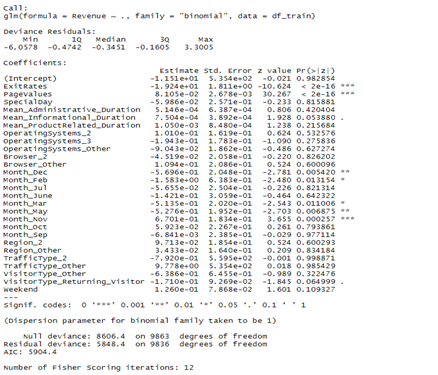 Call:
glm(formula = Revenue ~ ., family = "binomial", data = df_train)
Deviance Residuals:
Min 1Q Median 3Q Max
-6.0578 -0.4742 -0.3451 -0.1605 3.3005
Coefficients:
Estimate Std. Error z value Pr(>|z|)
(Intercept) -1.151e+01 5.354e+02 -0.021 0.982854
ExitRates -1.924e+01 1.811e+00 -10.624 < 2e-16 ***
PageValues 8.105e-02 2.678e-03 30.267 < 2e-16 ***
SpecialDay -5.986e-02 2.571e-01 -0.233 0.815881
Mean_Administrative_Duration 5.146e-04 6.387e-04 0.806 0.420404
Mean_Informational_Duration 7.504e-04 3.892e-04 1.928 0.053880 .
Mean_ProductRelated_Duration 1.050e-03 8.480e-04 1.238 0.215684
OperatingSystems_2 1.010e-01 1.619e-01 0.624 0.532576
OperatingSystems_3 -1.943e-01 1.783e-01 -1.090 0.275836
OperatingSystems_Other -9.043e-02 1.862e-01 -0.486 0.627274
Browser_2 -4.519e-02 2.058e-01 -0.220 0.826202
Browser_Other 1.094e-01 2.086e-01 0.524 0.600096
Month_Dec -5.696e-01 2.048e-01 -2.781 0.005420 **
Month_Feb -1.583e+00 6.383e-01 -2.480 0.013154 *
Month_Jul -5.655e-02 2.504e-01 -0.226 0.821314
Month_June -1.421e-01 3.059e-01 -0.464 0.642322
Month_Mar -5.135e-01 2.020e-01 -2.543 0.011006 *
Month_May -5.276e-01 1.952e-01 -2.703 0.006875 **
Month_Nov 6.701e-01 1.834e-01 3.655 0.000257 ***
Month_Oct 5.923e-02 2.267e-01 0.261 0.793861
Month_Sep -6.841e-03 2.385e-01 -0.029 0.977114
Region_2 9.713e-02 1.854e-01 0.524 0.600293
Region_Other 3.433e-02 1.640e-01 0.209 0.834184
TrafficType_2 -7.920e-01 5.595e+02 -0.001 0.998871
TrafficType_Other 9.778e+00 5.354e+02 0.018 0.985429
VisitorType_Other -6.386e-01 6.455e-01 -0.989 0.322476
VisitorType_Returning_Visitor -1.710e-01 9.269e-02 -1.845 0.064999 .
Weekend 1.260e-01 7.868e-02 1.601 0.109327
---
Signif. codes: 0 '***' 0.001 '**' 0.01 '*' 0.05 '.' 0.1 ' ' 1
(Dispersion parameter for binomial family taken to be 1)
Null deviance: 8606.4 on 9863 degrees of freedom
Residual deviance: 5848.4 on 9836 degrees of freedom
AIC: 5904.4
Number of Fisher Scoring iterations: 12